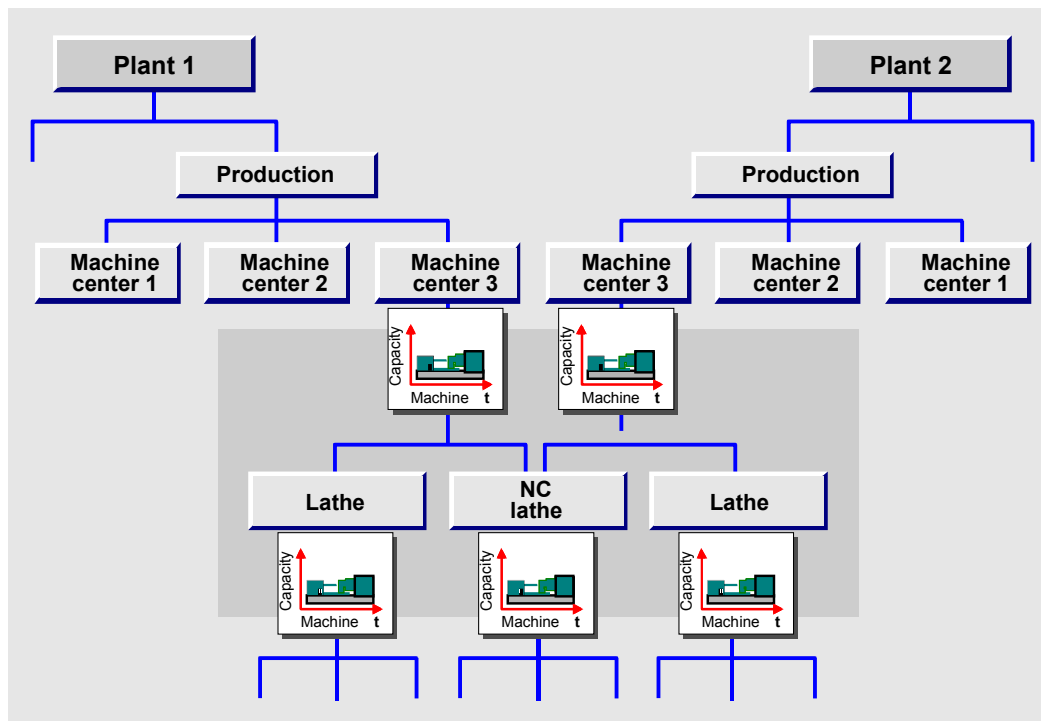 Plant 1
Plant 2
Production
Production
Machine
center 1
Machine
center 2
Machine
center 3
Machine
center 3
Machine
center 2
Machine
center 1
Capacity
Machine t
Capacity
Machine t
Lathe
NC
lathe
Lathe
Capacity
Machine t
Capacity
Machine t
Capacity
Machine t